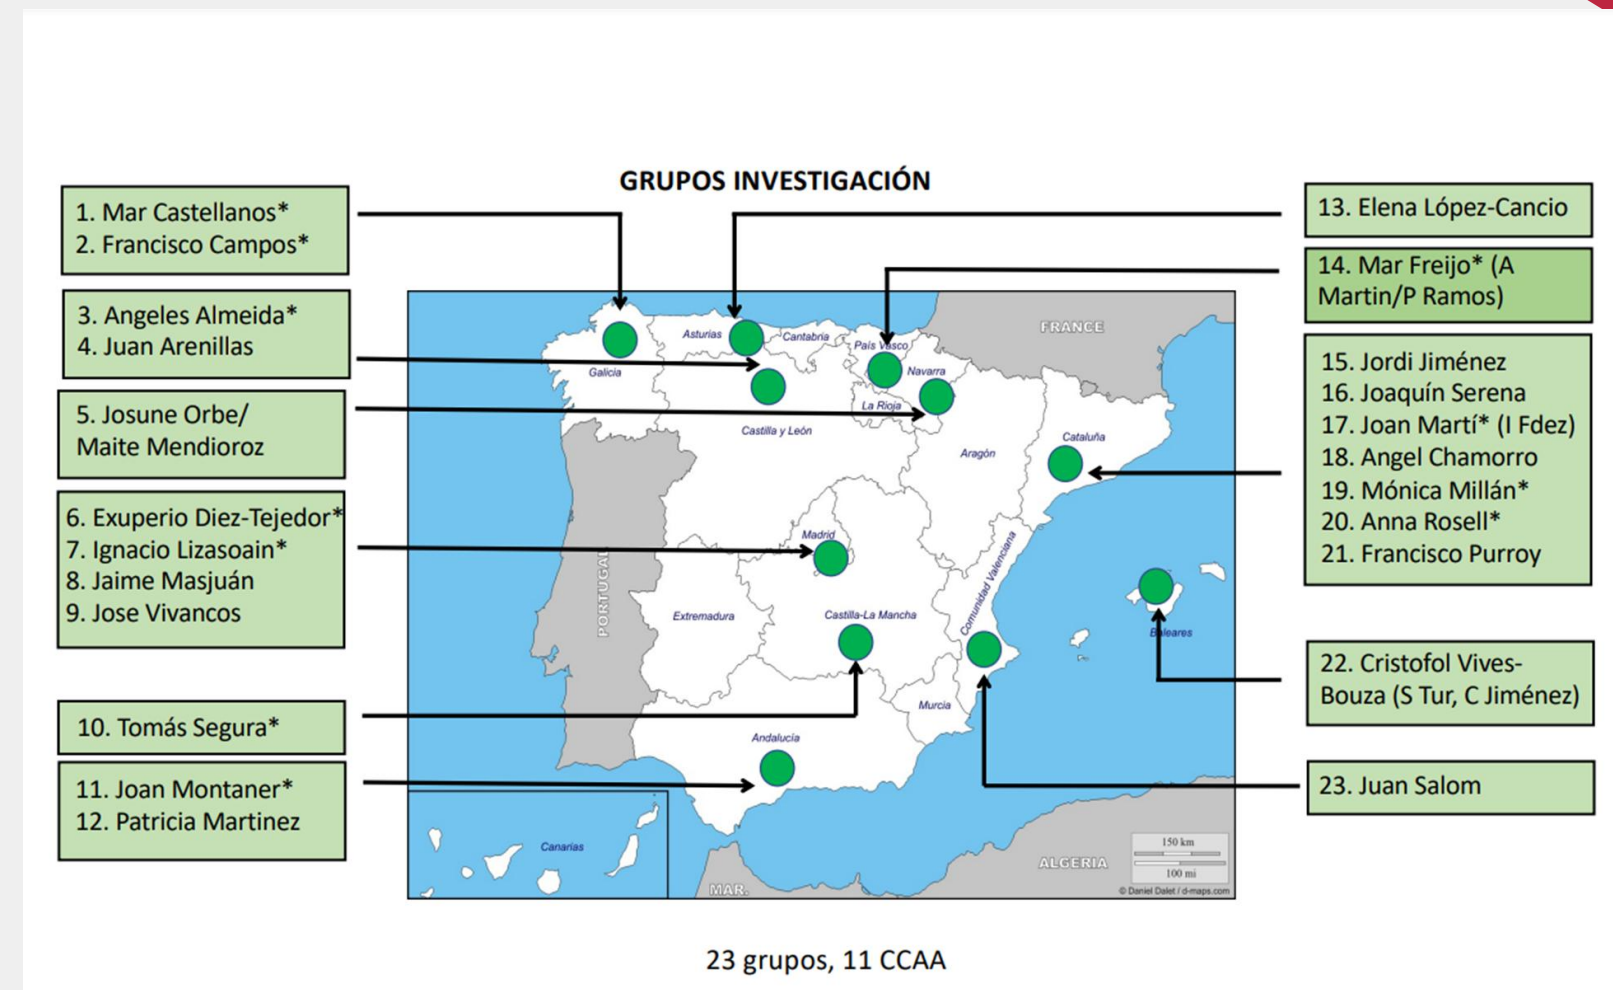 GRUPOS INVESTIGACIÓN
1. Mar Castellanos*
2. Francisco Campos*
3. Angeles Almeida*
4. Juan Arenillas
5. Josune Orbe/
Maite Mendioroz
6. Exuperio Diez-Tejedor*
7. Ignacio Lizasoain*
8. Jaime Masjuán
9. Jose Vivancos
10. Tomás Segura*
11. Joan Montaner*
12. Patricia Martinez
13. Elena López-Cancio
14. Mar Freijo* (A
Martin/P Ramos)
15. Jordi Jiménez
16. Joaquín Serena
17. Joan Martí* (I Fdez)
18. Angel Chamorro
19. Mónica Millán*
20. Anna Rosell*
21. Francisco Purroy
22. Cristofol Vives-
Bouza (S Tur, C Jiménez)
23. Juan Salom
FRANCE
Asturias
Cantabria
País Vasco
Galicia
Navarra
La Rioja
Castilla y León
Cataluña
Aragón
Madrid
PORTUGAL
Comunidad Valenciana
Extremadura
Castilla-La Mancha
Baleares
Murcia
Andalucía
Canarias
MAR.
ALGERIA
150 km
100 mi
© Daniel Dalet / d-maps.com
23 grupos, 11 CCAA